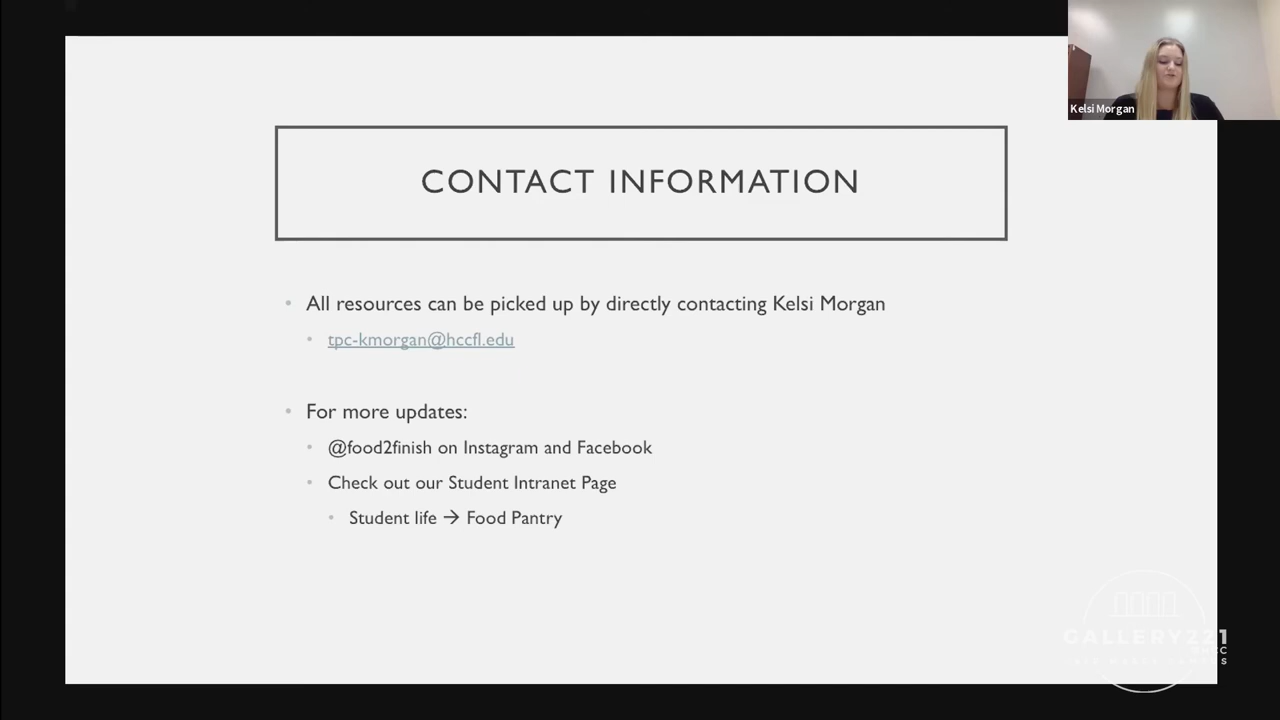 Kelsi Morgan
CONTACT INFORMATION
• All resources can be picked up by directly contacting Kelsi Morgan
• tpc-kmorgan@hccfl.edu
• For more updates:
• @food2finish on Instagram and Facebook
• Check out our Student Intranet Page
• Student life → Food Pantry
GALLERY221